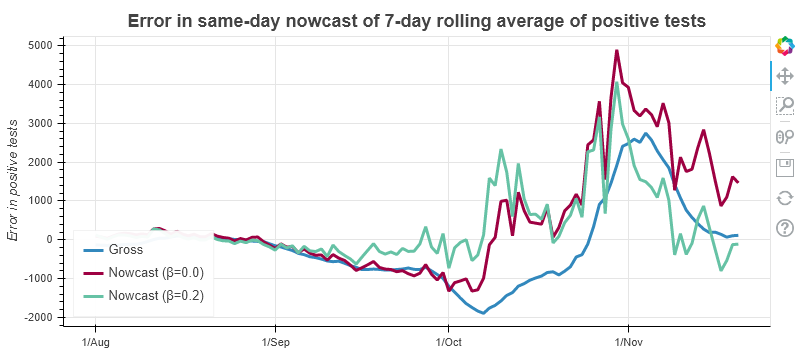 Error in same-day nowcast of 7-day rolling average of positive tests
Error in positive tests
5000
4000
3000
2000
1000
0
-1000
-2000
Gross
Nowcast (β=0.0)
Nowcast (β=0.2)
1/Aug
1/Sep
1/Oct
1/Nov